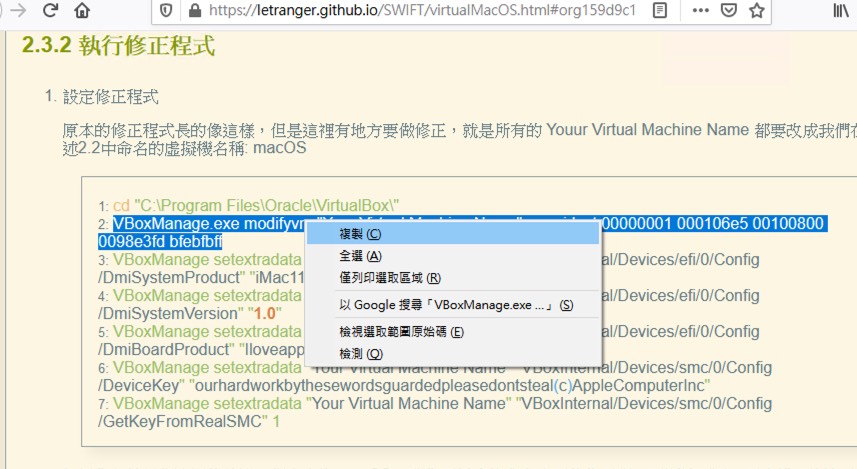 https://letranger.github.io/SWIFT/virtualMacOS.html#org159d9c1
2.3.2 執行修正程式
1. 設定修正程式
原本的修正程式長的像這樣，但是這裡有地方要做修正，就是所有的 Youur Virtual Machine Name 都要改成我們在
述2.2中命名的虛擬機名稱: macOS
1: cd "C:\Program Files\Oracle\VirtualBox\"
2: VBoxManage.exe modifyvm 00000001 000106e5 00100800
0098e3fd bfebfbff
3: VBoxManage setextradata al/Devices/efi/0/Config
/DmiSystemProduct" "iMac11
4: VBoxManage setextradata al/Devices/efi/0/Config
/DmiSystemVersion" "1.0"
5: VBoxManage setextradata al/Devices/efi/0/Config
/DmiBoardProduct" "Iloveapp
6: VBoxManage setextradata "Your Virtual Machine Name" "VBoxInternal/Devices/smc/0/Config
/DeviceKey" "ourhardworkbythesewordsguardedpleasedontsteal(c)AppleComputerInc"
7: VBoxManage setextradata "Your Virtual Machine Name" "VBoxInternal/Devices/smc/0/Config
/GetKeyFromRealSMC" 1
複製 (C)
全選 (A)
僅列印選取區域 (R)
以 Google 搜尋「VBoxManage.exe ...」 (S)
檢視選取範圍原始碼 (E)
檢測 (Q)